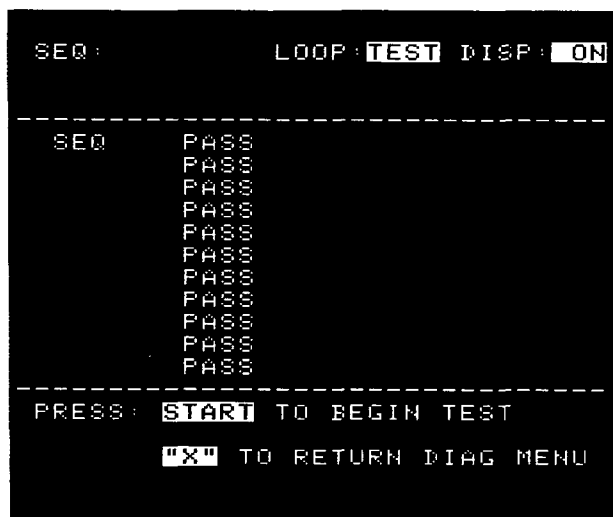 SEQ: LOOP:TEST DISP: ON
SEQ PASS
PASS
PASS
PASS
PASS
PASS
PASS
PASS
PASS
PASS
PASS
PRESS: START TO BEGIN TEST
"X" TO RETURN DIAG MENU